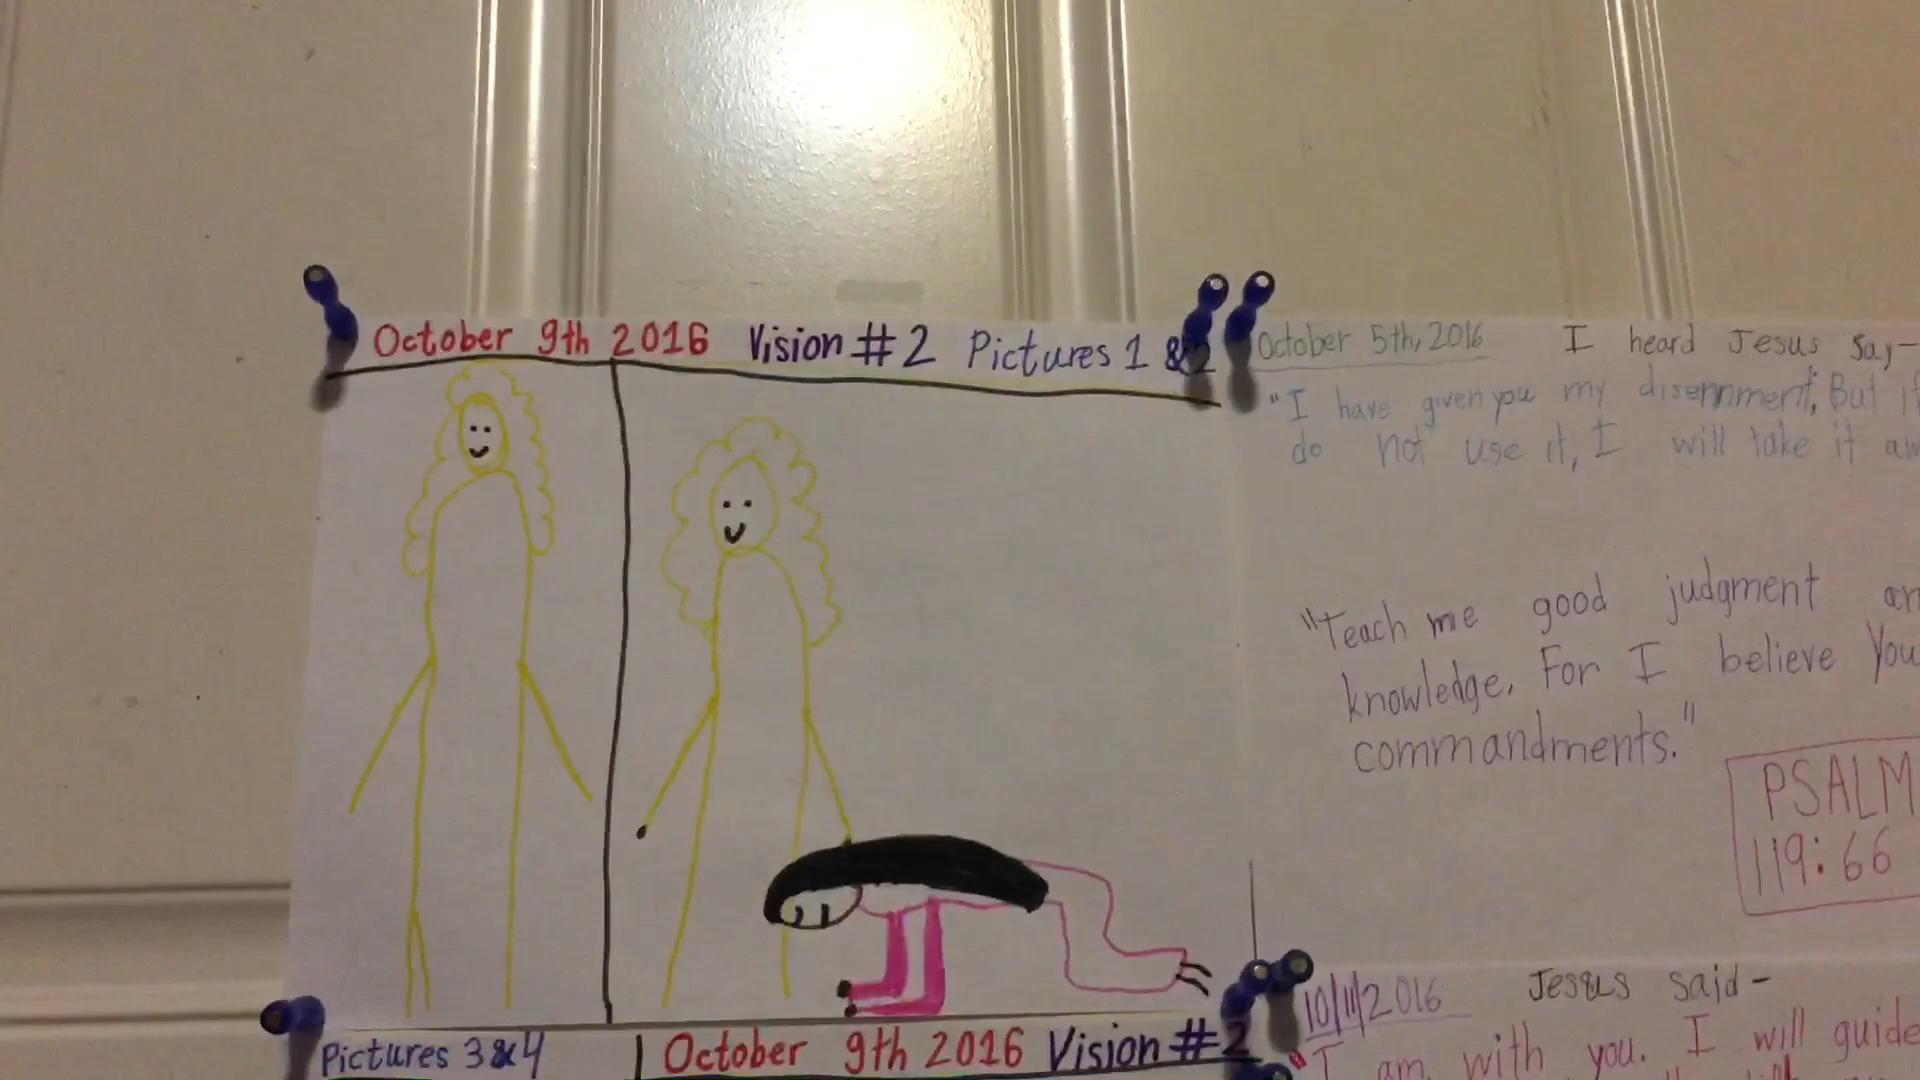 October 9th 2016 Vision #2 Pictures 1 & 2
October 5th, 2016 I heard Jesus say-
"I have given you my disernment, But if
do not use it, I will take it aw
"Teach me good judgment an
knowledge. For I believe You
commandments."
PSALM
119:66
Pictures 3&4 October 9th 2016 Vision #2
10/11/2016 Jesus said-
"I am with you. I will guide